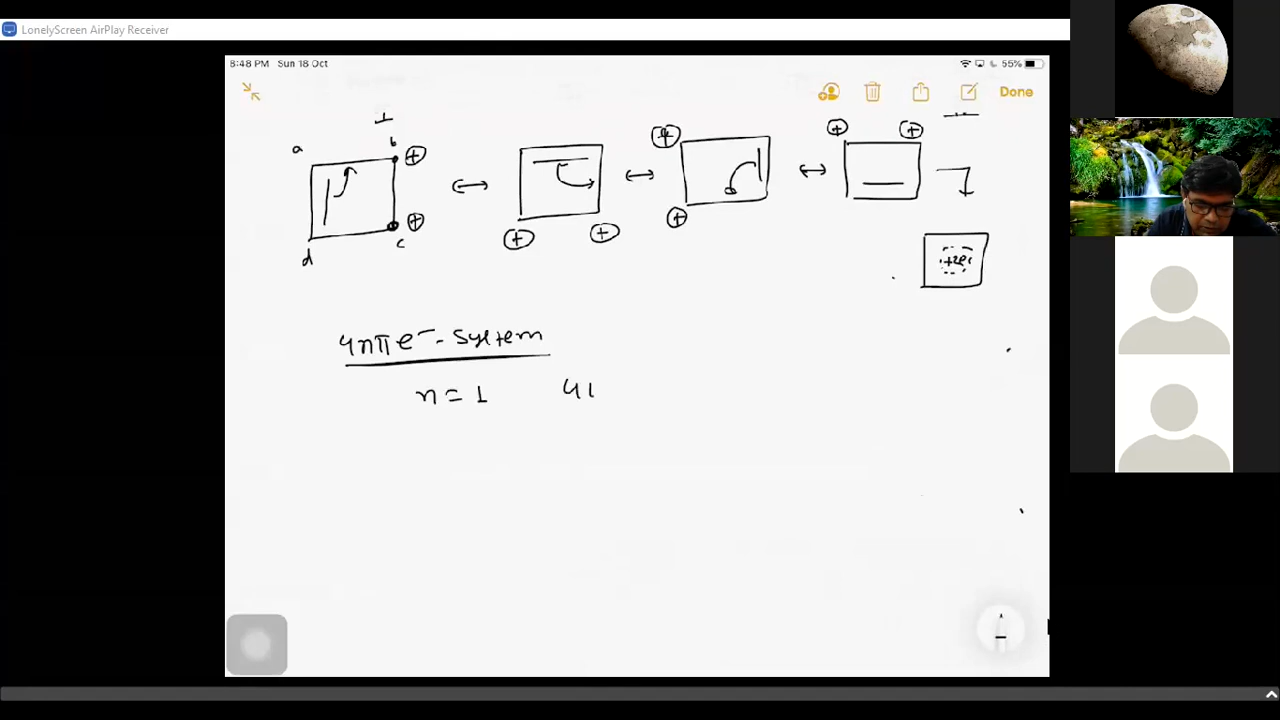 LonelyScreen AirPlay Receiver
8:48 PM Sun 18 Oct
55%
Done
a b ⊕
d c ⊕
⊕ ⊕
⊕
⊕
⊕ ⊕
4nπe⁻- System
n = 1 4